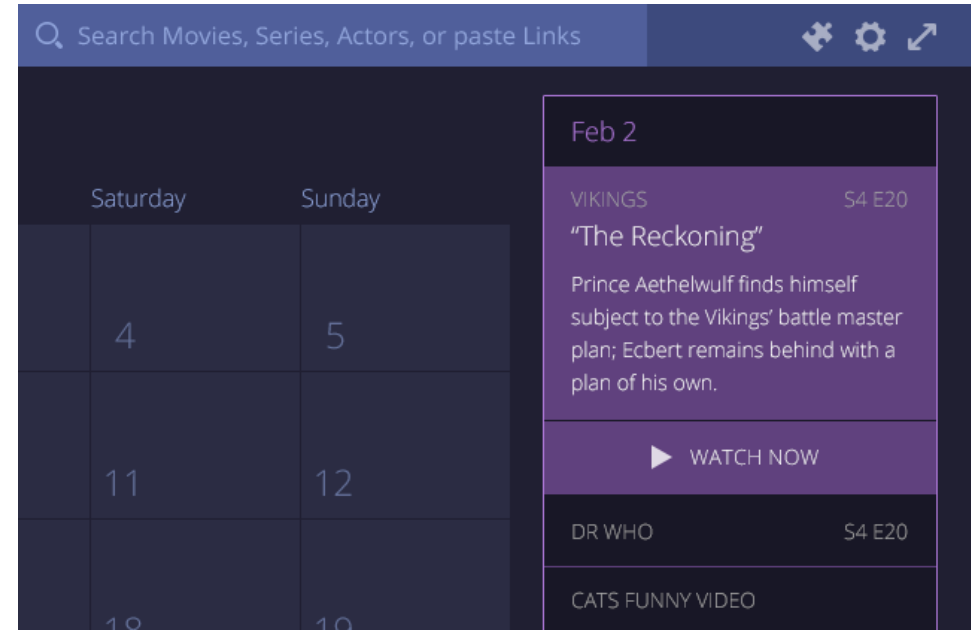 Search Movies, Series, Actors, or paste Links
Feb 2
Saturday
Sunday
VIKINGS
S4 E20
“The Reckoning”
Prince Aethelwulf finds himself
subject to the Vikings’ battle master
plan; Ecbert remains behind with a
plan of his own.
4
5
WATCH NOW
11
12
DR WHO
S4 E20
CATS FUNNY VIDEO
18
19